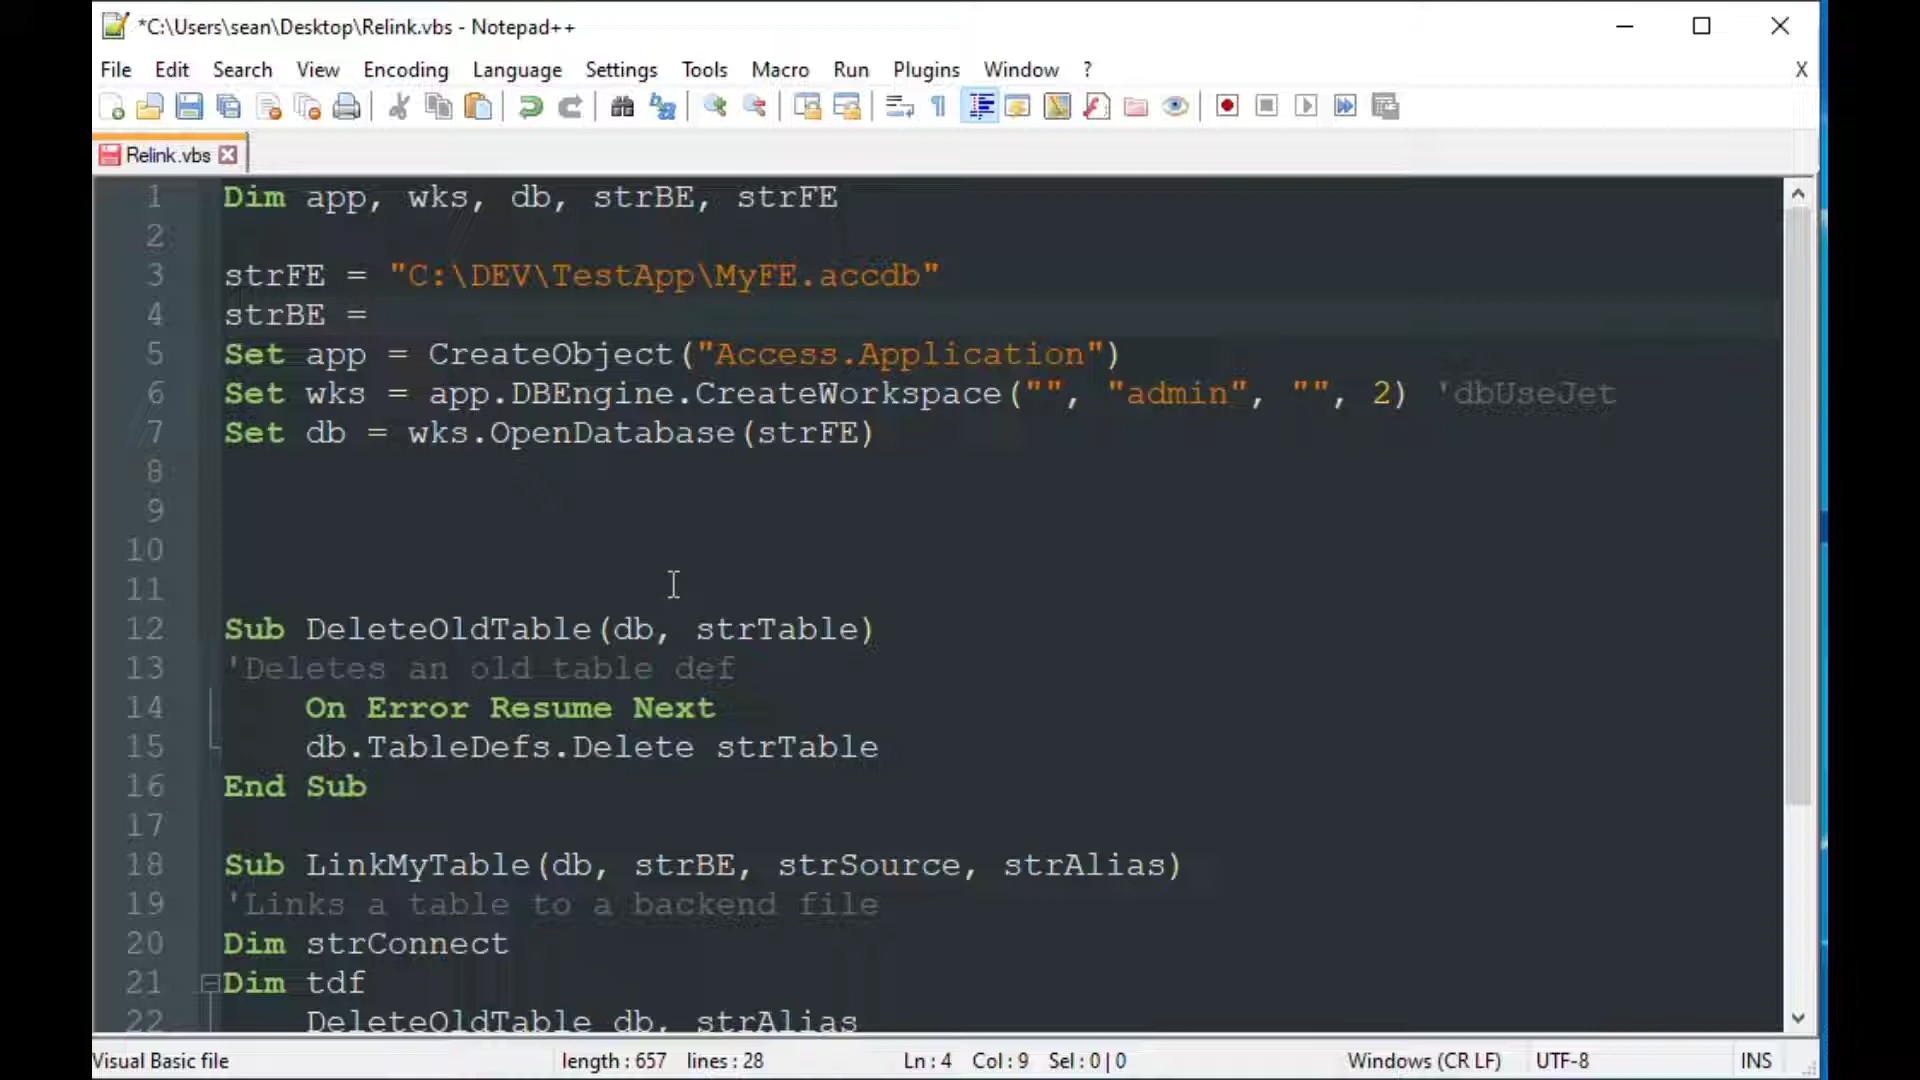 *C:\Users\sean\Desktop\Relink.vbs - Notepad++
File Edit Search View Encoding Language Settings Tools Macro Run Plugins Window ? X
Relink.vbs
1 Dim app, wks, db, strBE, strFE
2
3 strFE = "C:\DEV\TestApp\MyFE.accdb"
4 strBE =
5 Set app = CreateObject("Access.Application")
6 Set wks = app.DBEngine.CreateWorkspace("", "admin", "", 2) 'dbUseJet
7 Set db = wks.OpenDatabase(strFE)
8
9
10
11
12 Sub DeleteOldTable(db, strTable)
13 'Deletes an old table def
14 On Error Resume Next
15 db.TableDefs.Delete strTable
16 End Sub
17
18 Sub LinkMyTable(db, strBE, strSource, strAlias)
19 'Links a table to a backend file
20 Dim strConnect
21 Dim tdf
22 DeleteOldTable db, strAlias
Visual Basic file length : 657 lines : 28 Ln : 4 Col : 9 Sel : 0 | 0 Windows (CR LF) UTF-8 INS